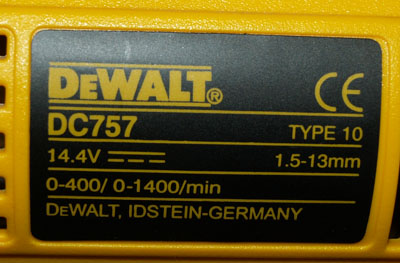 DEWALT® CE
DC757 TYPE 10
14.4V ⎓ 1.5-13mm
0-400/ 0-1400/min
DEWALT, IDSTEIN-GERMANY